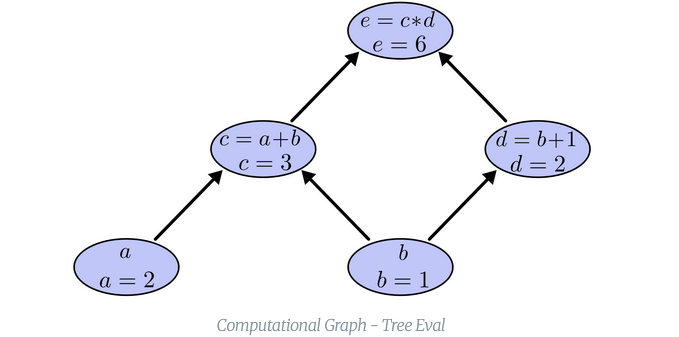 e = c*d
e = 6
c = a+b
c = 3
d = b+1
d = 2
a
a = 2
b
b = 1
Computational Graph - Tree Eval